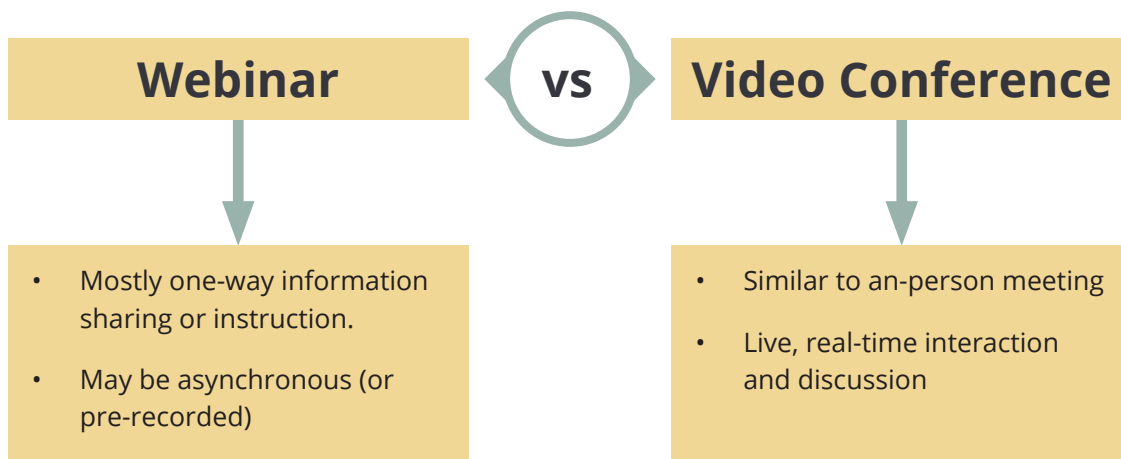 Webinar
vs
Video Conference
• Mostly one-way information
sharing or instruction.
• May be asynchronous (or
pre-recorded)
• Similar to an-person meeting
• Live, real-time interaction
and discussion